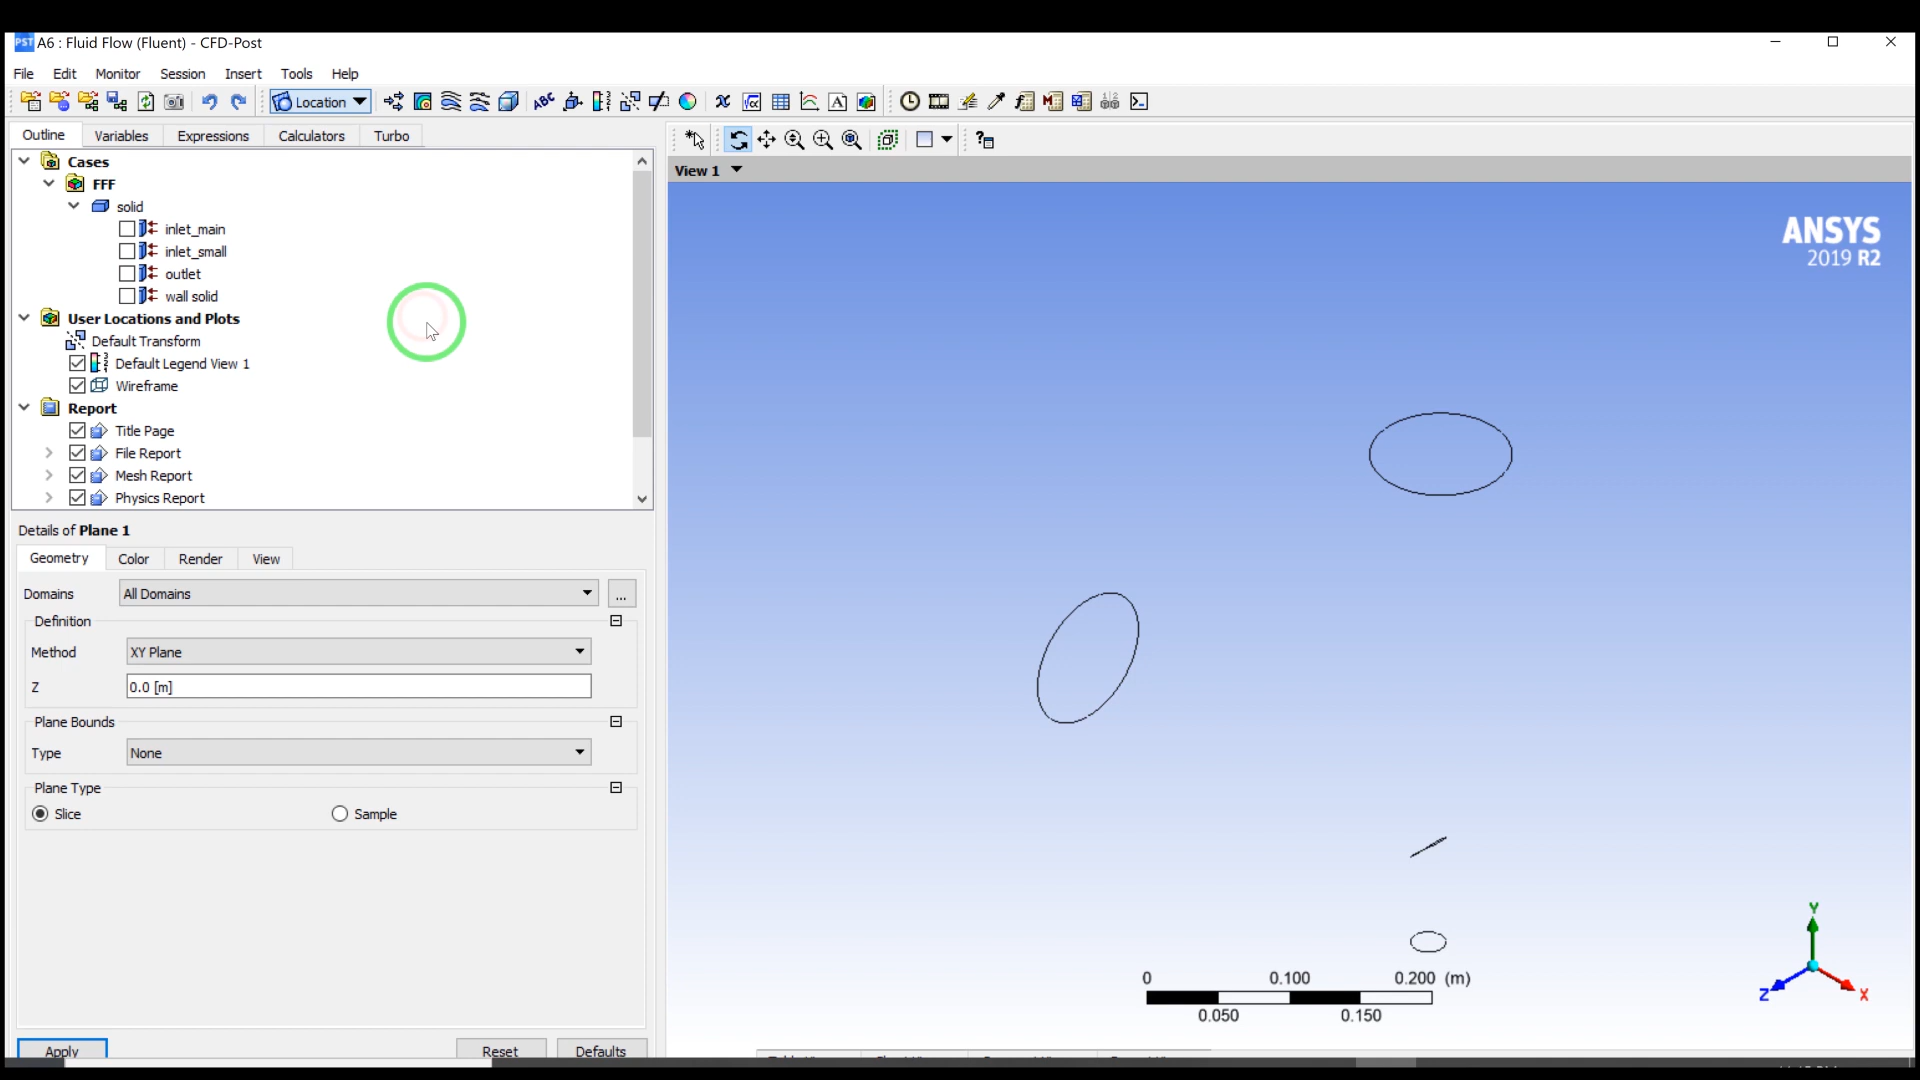 PST A6 : Fluid Flow (Fluent) - CFD-Post
File Edit Monitor Session Insert Tools Help
Location
Outline Variables Expressions Calculators Turbo
Cases
FFF
solid
inlet_main
inlet_small
outlet
wall solid
User Locations and Plots
Default Transform
Default Legend View 1
Wireframe
Report
Title Page
File Report
Mesh Report
Physics Report
Details of Plane 1
Geometry Color Render View
Domains All Domains ...
Definition
Method XY Plane
Z 0.0 [m]
Plane Bounds
Type None
Plane Type
Slice Sample
Apply Reset Defaults
View 1
ANSYS
2019 R2
0 0.100 0.200 (m)
0.050 0.150
Y
Z X